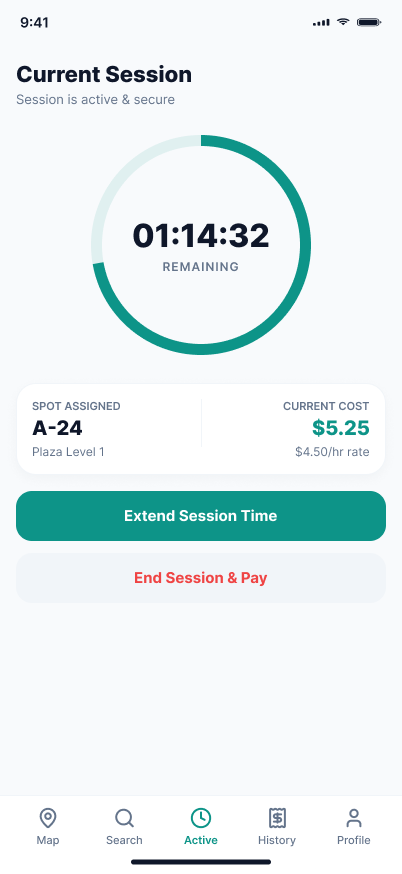 9:41
Current Session
Session is active & secure
01:14:32
REMAINING
SPOT ASSIGNED
A-24
Plaza Level 1
CURRENT COST
$5.25
$4.50/hr rate
Extend Session Time
End Session & Pay
Map
Search
Active
History
Profile